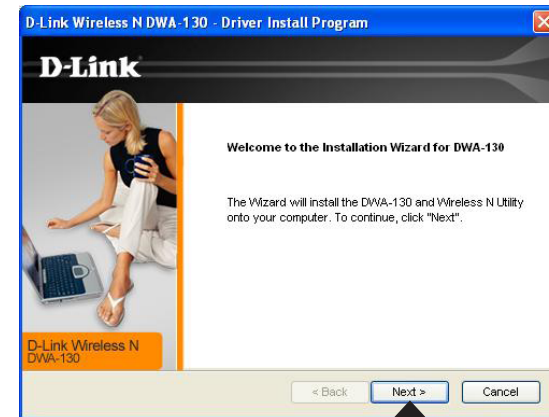 D-Link Wireless N DWA-130 - Driver Install Program
D-Link
Welcome to the Installation Wizard for DWA-130
The Wizard will install the DWA-130 and Wireless N Utility
onto your computer. To continue, click "Next".
D-Link Wireless N
DWA-130
< Back
Next >
Cancel